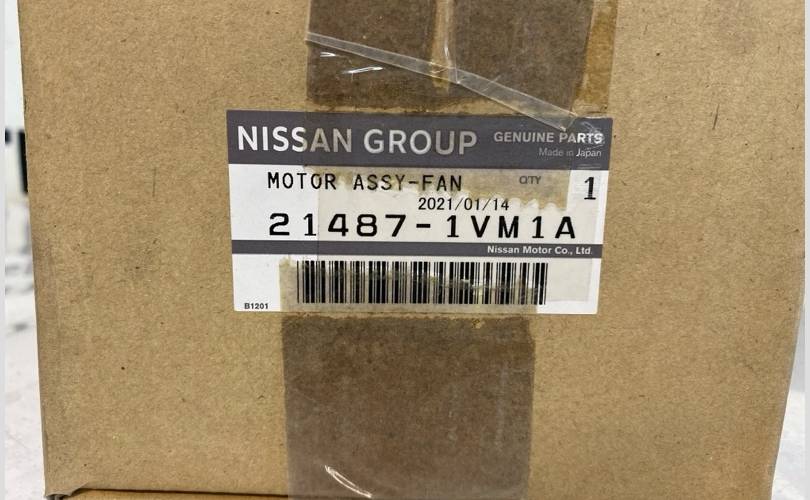 NISSAN GROUP GENUINE PARTS
Made in Japan
MOTOR ASSY-FAN QTY 1
2021/01/14
21487-1VM1A
Nissan Motor Co., Ltd.
B1201